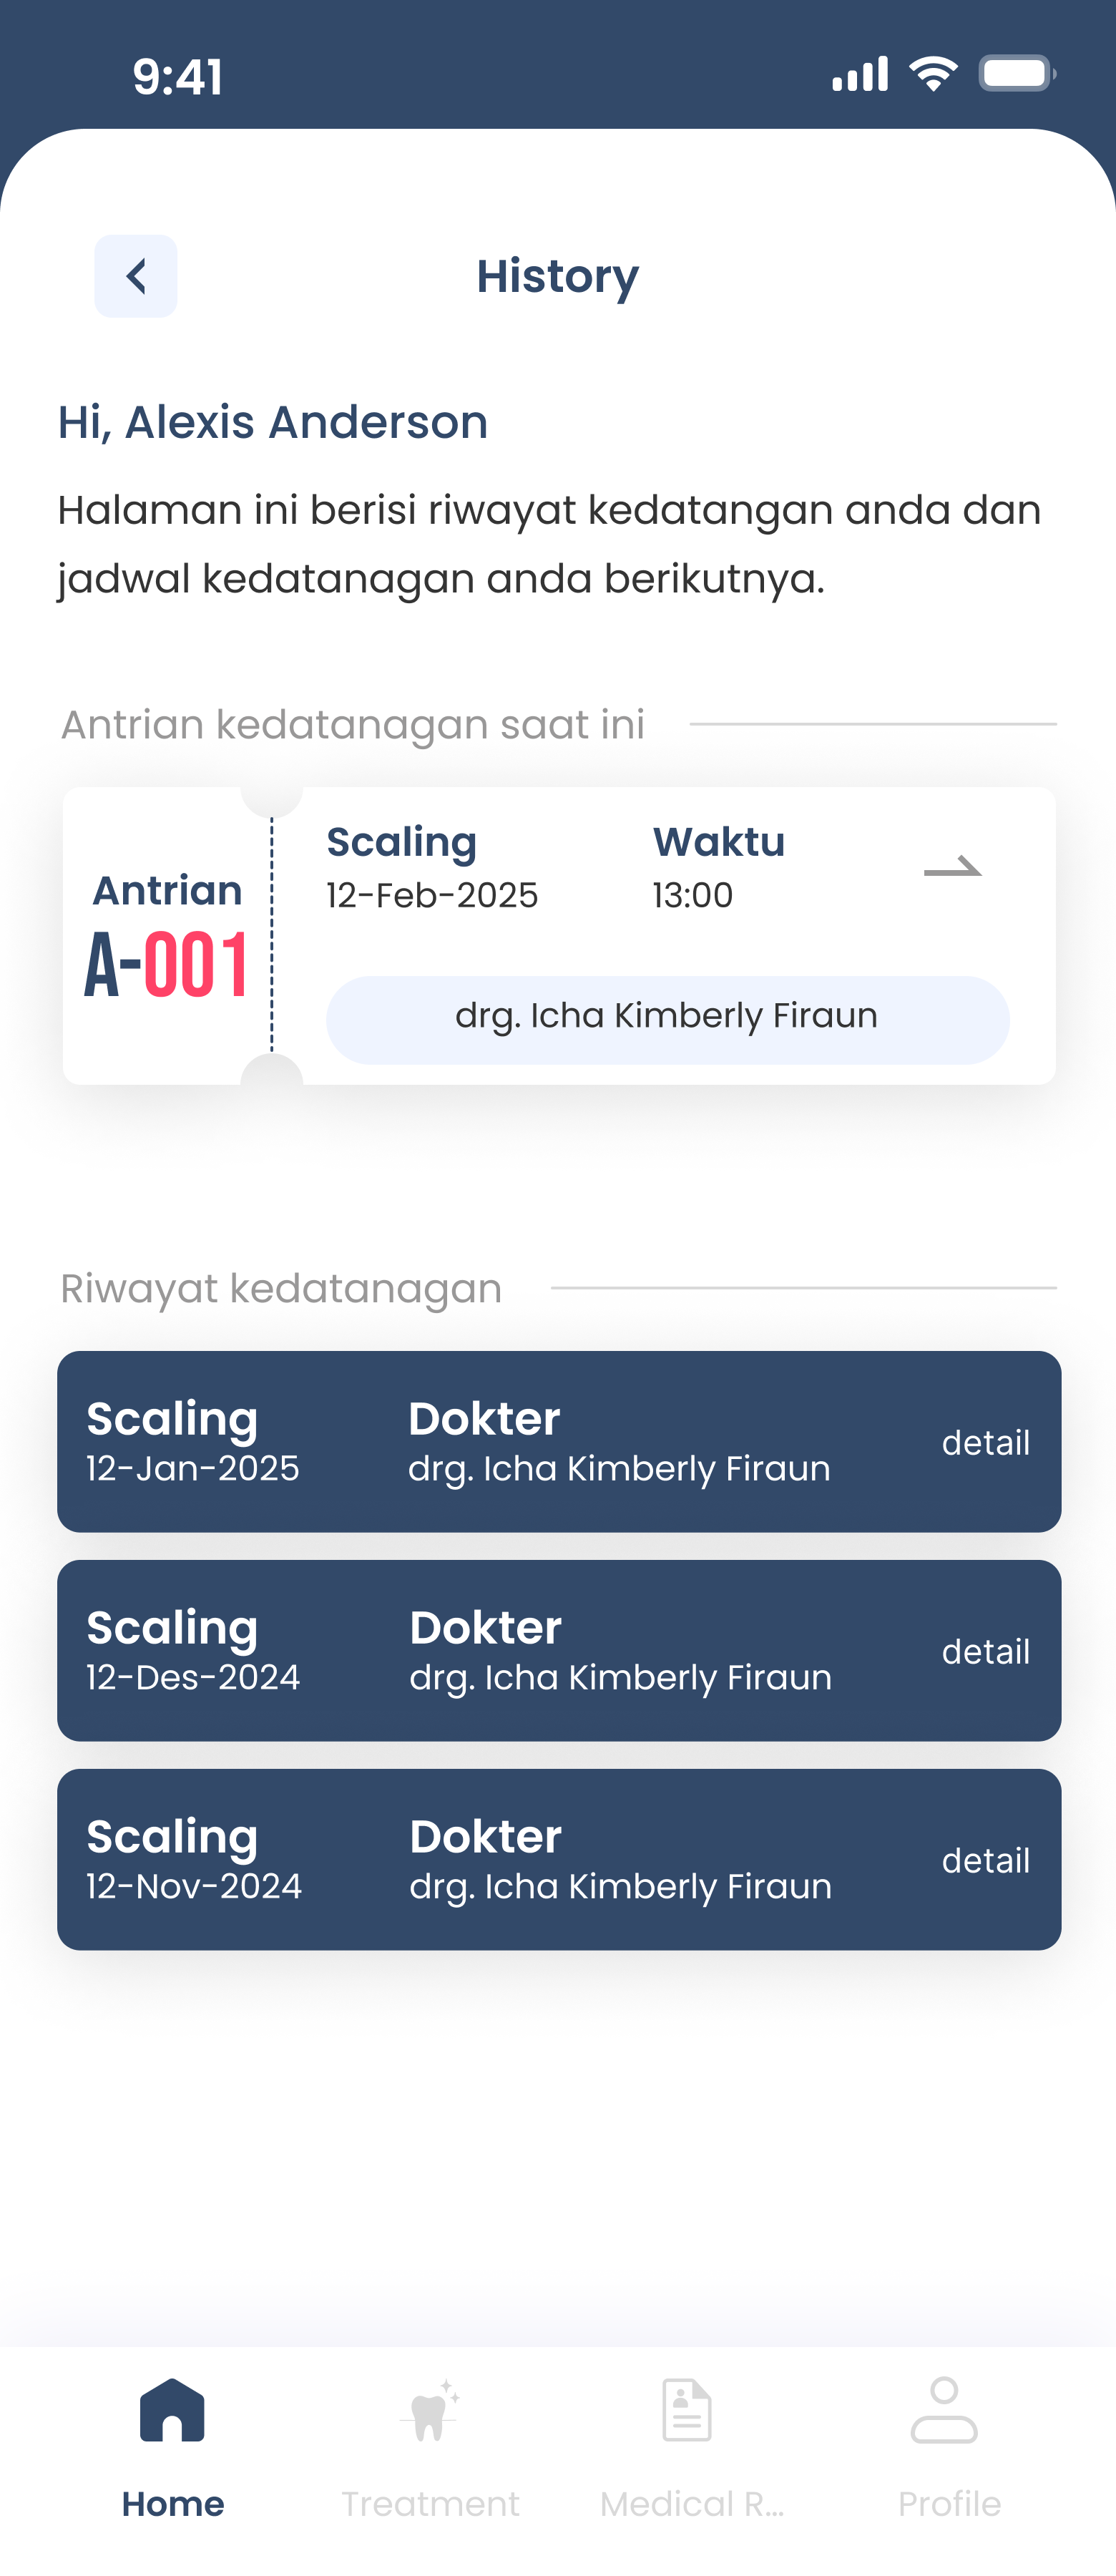 9:41
History
Hi, Alexis Anderson
Halaman ini berisi riwayat kedatangan anda dan
jadwal kedatanagan anda berikutnya.
Antrian kedatanagan saat ini
Antrian
A-001
Scaling
12-Feb-2025
Waktu
13:00
drg. Icha Kimberly Firaun
Riwayat kedatanagan
Scaling
12-Jan-2025
Dokter
drg. Icha Kimberly Firaun
detail
Scaling
12-Des-2024
Dokter
drg. Icha Kimberly Firaun
detail
Scaling
12-Nov-2024
Dokter
drg. Icha Kimberly Firaun
detail
Home
Treatment
Medical R...
Profile